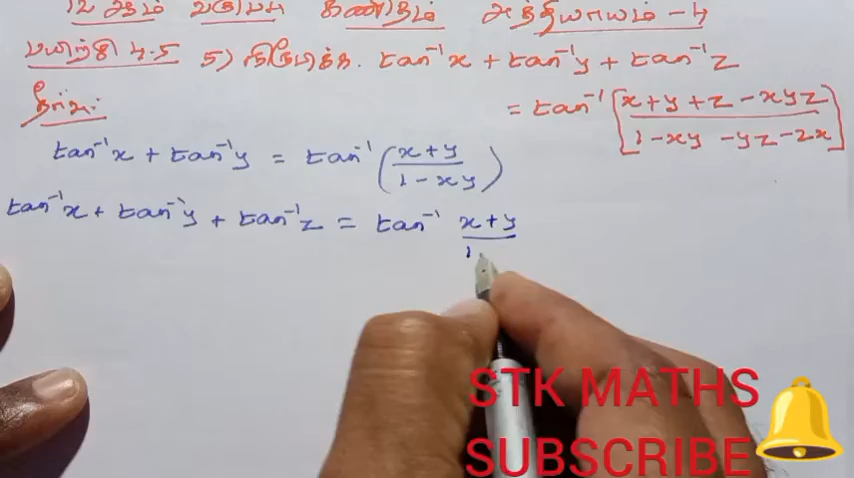 12 ஆம் வகுப்பு கணிதம் அத்தியாயம் - 4
பயிற்சி 4.5 5) நிரூபிக்க. tan⁻¹x + tan⁻¹y + tan⁻¹z
= tan⁻¹ [x+y+z-xyz / 1-xy-yz-zx]
தீர்வு:
tan⁻¹x + tan⁻¹y = tan⁻¹ (x+y / 1-xy)
tan⁻¹x + tan⁻¹y + tan⁻¹z = tan⁻¹ x+y / 1
STK MATHS
SUBSCRIBE